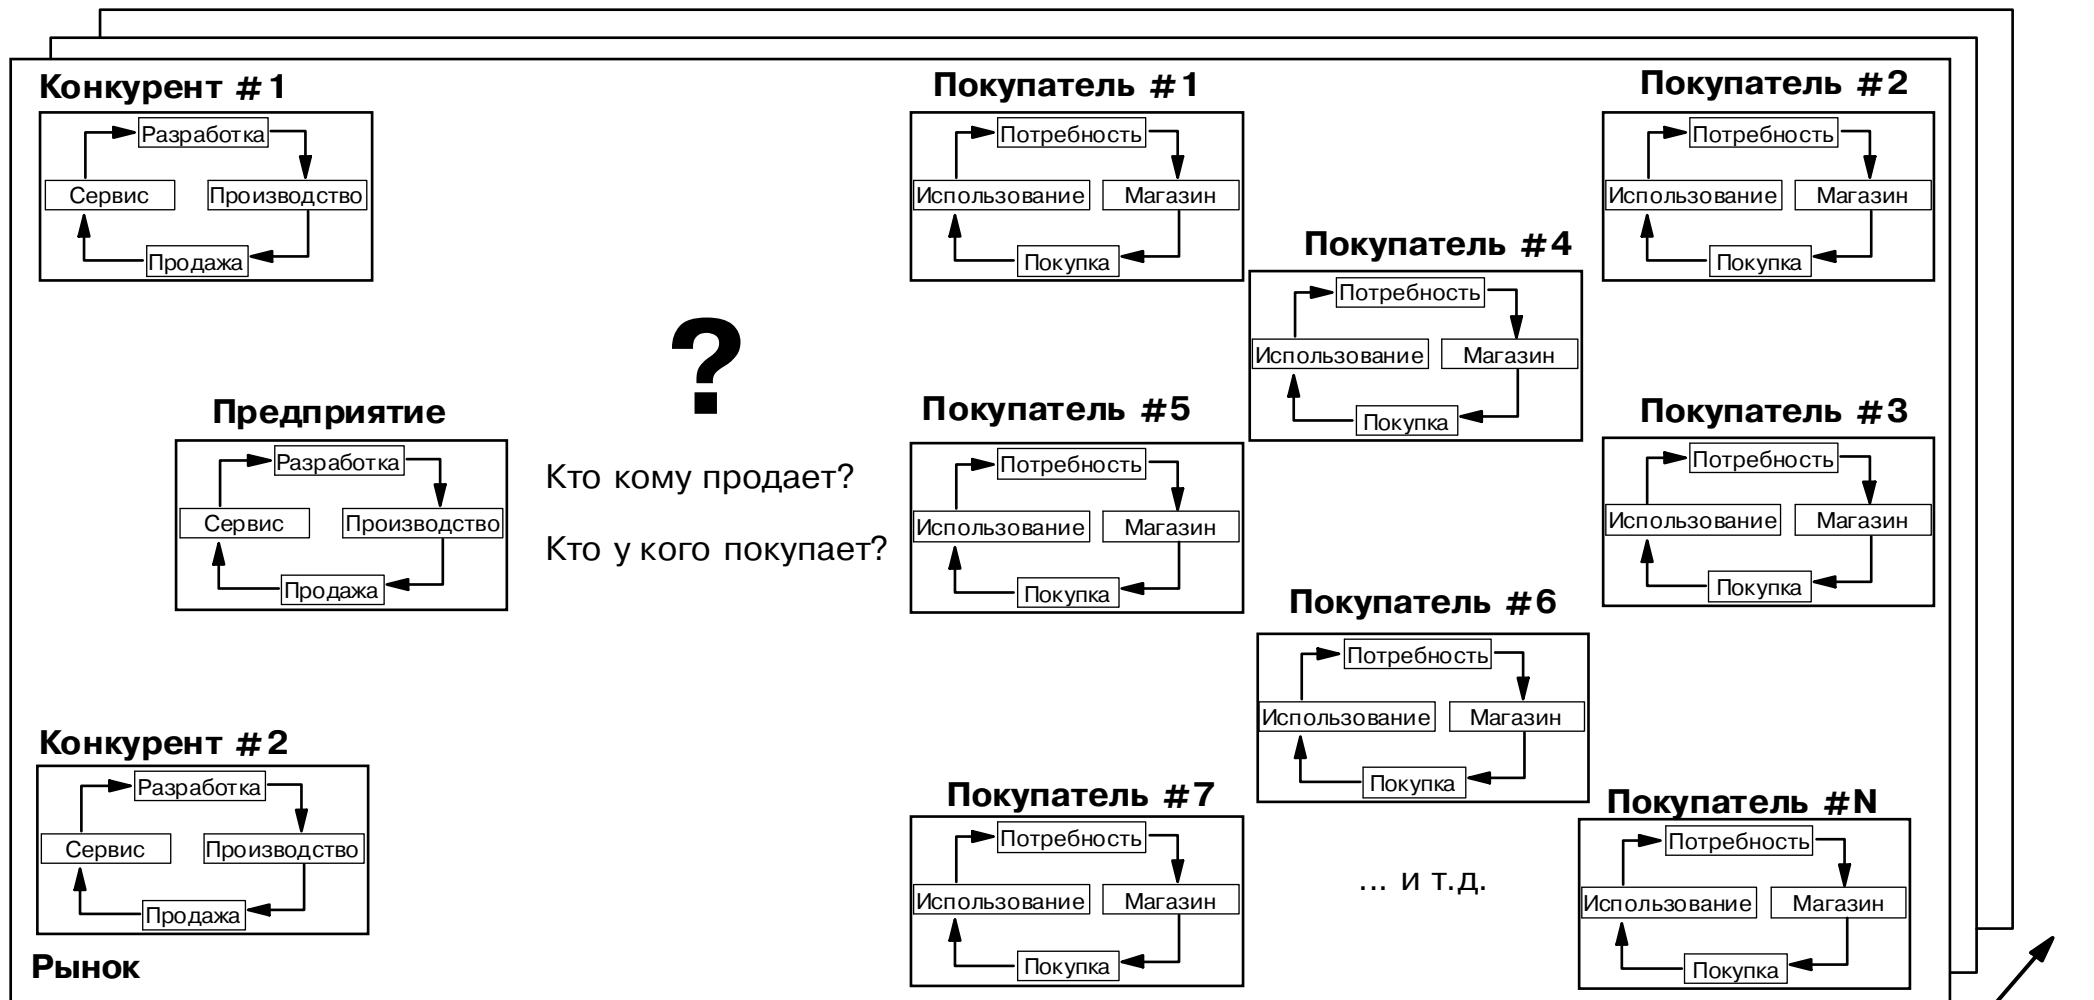 Конкурент #1
Разработка
Сервис
Производство
Продажа
Предприятие
Разработка
Сервис
Производство
Продажа
Конкурент #2
Разработка
Сервис
Производство
Продажа
Рынок
?
Кто кому продает?
Кто у кого покупает?
Покупатель #1
Потребность
Использование
Магазин
Покупка
Покупатель #2
Потребность
Использование
Магазин
Покупка
Покупатель #4
Потребность
Использование
Магазин
Покупка
Покупатель #5
Потребность
Использование
Магазин
Покупка
Покупатель #3
Потребность
Использование
Магазин
Покупка
Покупатель #6
Потребность
Использование
Магазин
Покупка
Покупатель #7
Потребность
Использование
Магазин
Покупка
... и т.д.
Покупатель #N
Потребность
Использование
Магазин
Покупка